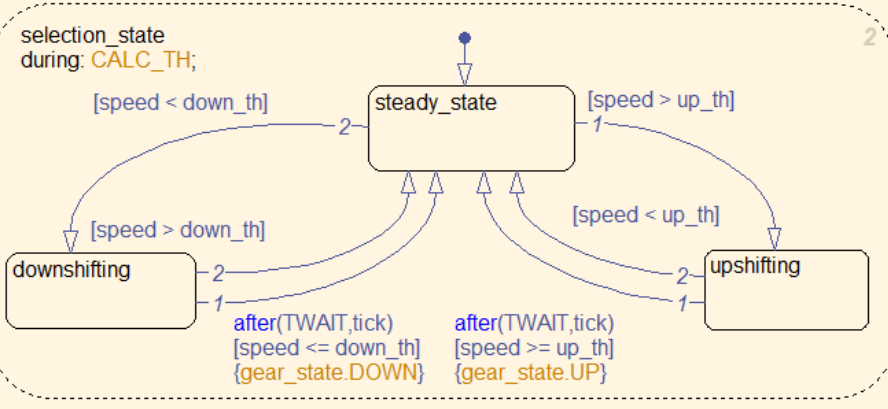 selection_state
2
during: CALC_TH;
[speed < down_th]
steady_state
[speed > up_th]
2
1
[speed > down_th]
[speed < up_th]
downshifting
2
1
upshifting
2
1
after(TWAIT,tick)
[speed <= down_th]
{gear_state.DOWN}
after(TWAIT,tick)
[speed >= up_th]
{gear_state.UP}